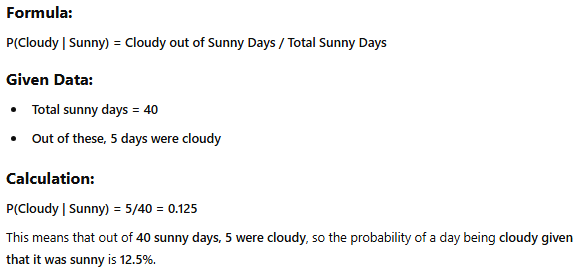 Formula:
P(Cloudy | Sunny) = Cloudy out of Sunny Days / Total Sunny Days
Given Data:
• Total sunny days = 40
• Out of these, 5 days were cloudy
Calculation:
P(Cloudy | Sunny) = 5/40 = 0.125
This means that out of 40 sunny days, 5 were cloudy, so the probability of a day being cloudy given
that it was sunny is 12.5%.